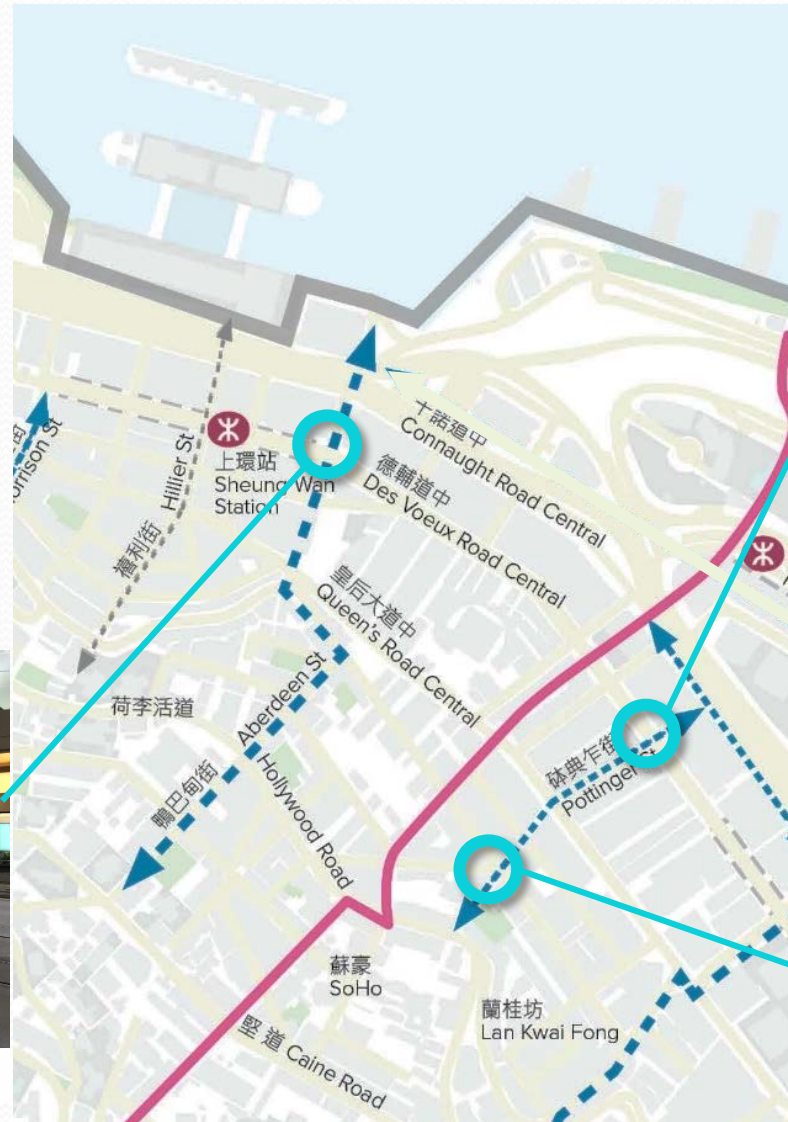 干諾道中
Connaught Road Central
德輔道中
Des Voeux Road Central
上環站
Sheung Wan
Station
禧利街 Hillier St
街
orrison St
皇后大道中
Queen's Road Central
荷李活道
Hollywood Road
鴨巴甸街 Aberdeen St
砵典乍街
Pottinger St
蘇豪
SoHo
蘭桂坊
Lan Kwai Fong
堅道 Caine Road